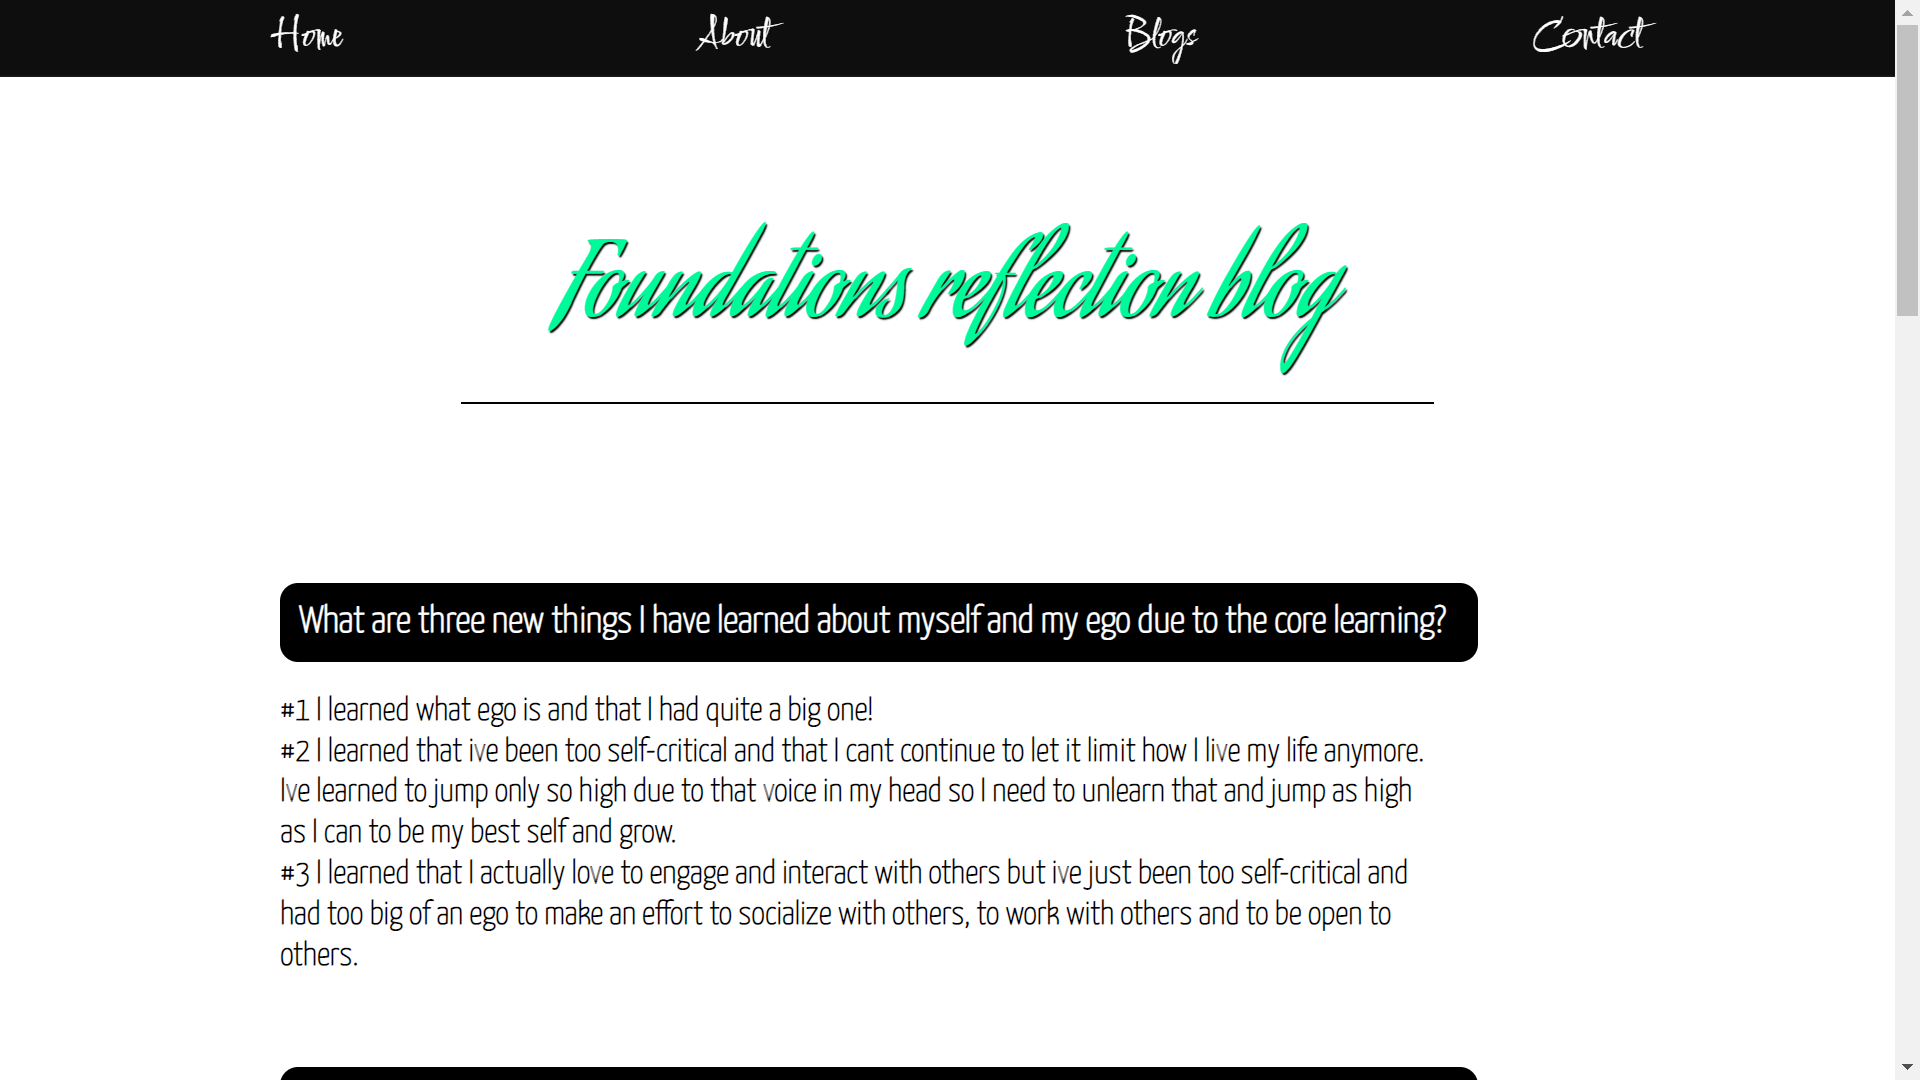 Home About Blogs Contact
Foundations reflection blog
What are three new things I have learned about myself and my ego due to the core learning?
#1 I learned what ego is and that I had quite a big one!
#2 I learned that ive been too self-critical and that I cant continue to let it limit how I live my life anymore.
Ive learned to jump only so high due to that voice in my head so I need to unlearn that and jump as high
as I can to be my best self and grow.
#3 I learned that I actually love to engage and interact with others but ive just been too self-critical and
had too big of an ego to make an effort to socialize with others, to work with others and to be open to
others.